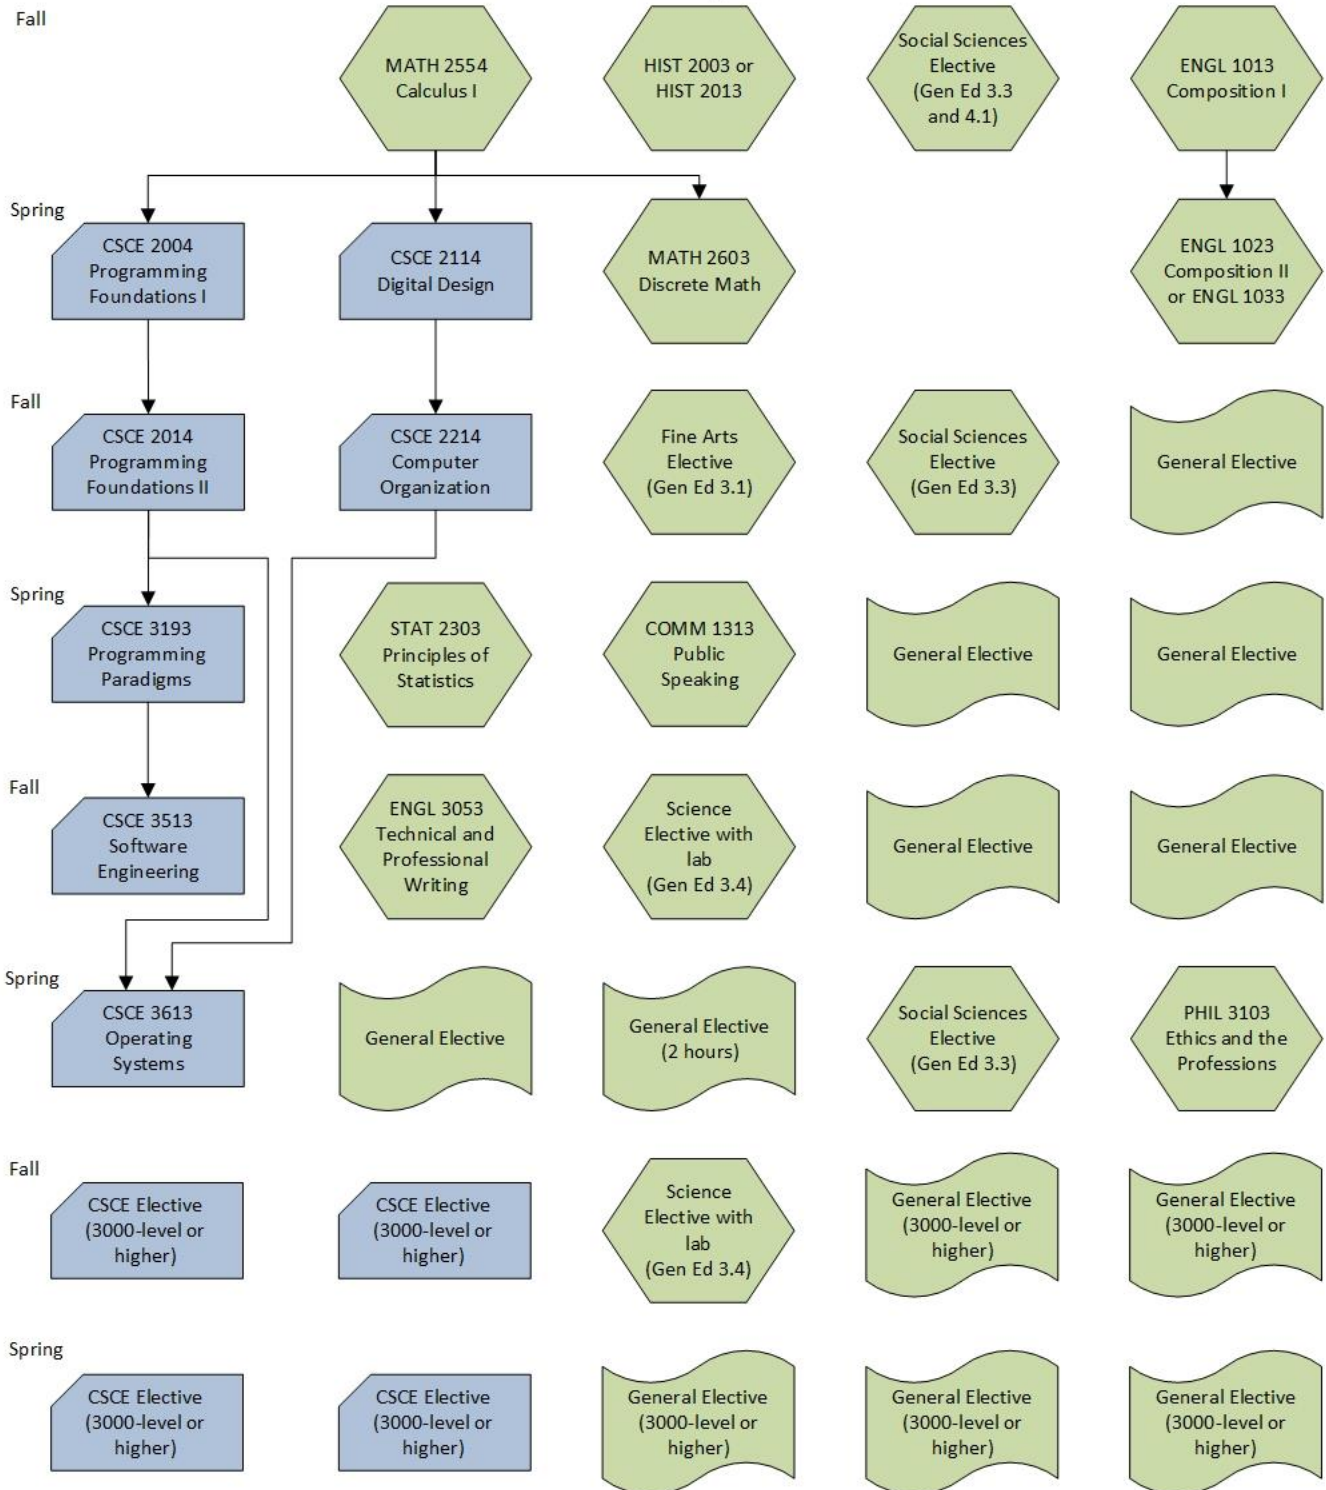 Fall
MATH 2554
Calculus I
HIST 2003 or
HIST 2013
Social Sciences
Elective
(Gen Ed 3.3
and 4.1)
ENGL 1013
Composition I
Spring
CSCE 2004
Programming
Foundations I
CSCE 2114
Digital Design
MATH 2603
Discrete Math
ENGL 1023
Composition II
or ENGL 1033
Fall
CSCE 2014
Programming
Foundations II
CSCE 2214
Computer
Organization
Fine Arts
Elective
(Gen Ed 3.1)
Social Sciences
Elective
(Gen Ed 3.3)
General Elective
Spring
CSCE 3193
Programming
Paradigms
STAT 2303
Principles of
Statistics
COMM 1313
Public
Speaking
General Elective
General Elective
Fall
CSCE 3513
Software
Engineering
ENGL 3053
Technical and
Professional
Writing
Science
Elective with
lab
(Gen Ed 3.4)
General Elective
General Elective
Spring
CSCE 3613
Operating
Systems
General Elective
General Elective
(2 hours)
Social Sciences
Elective
(Gen Ed 3.3)
PHIL 3103
Ethics and the
Professions
Fall
CSCE Elective
(3000-level or
higher)
CSCE Elective
(3000-level or
higher)
Science
Elective with
lab
(Gen Ed 3.4)
General Elective
(3000-level or
higher)
General Elective
(3000-level or
higher)
Spring
CSCE Elective
(3000-level or
higher)
CSCE Elective
(3000-level or
higher)
General Elective
(3000-level or
higher)
General Elective
(3000-level or
higher)
General Elective
(3000-level or
higher)